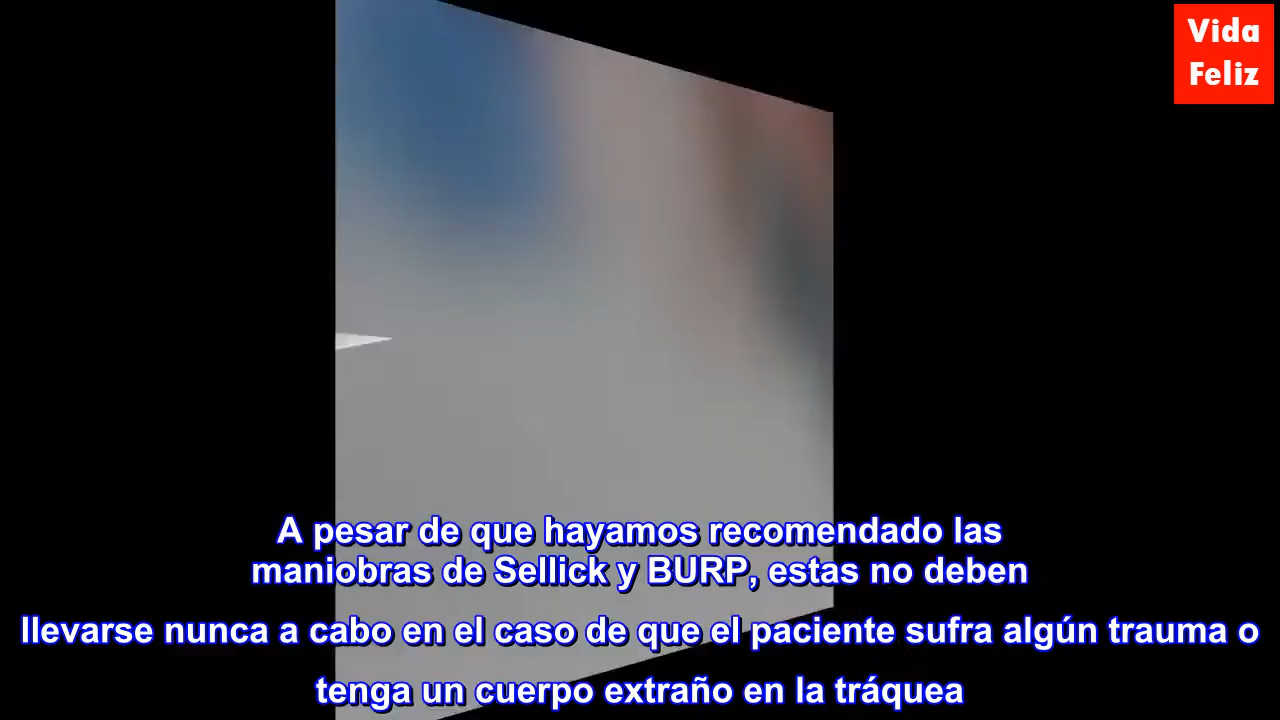 Vida
Feliz
A pesar de que hayamos recomendado las
maniobras de Sellick y BURP, estas no deben
llevarse nunca a cabo en el caso de que el paciente sufra algún trauma o
tenga un cuerpo extraño en la tráquea